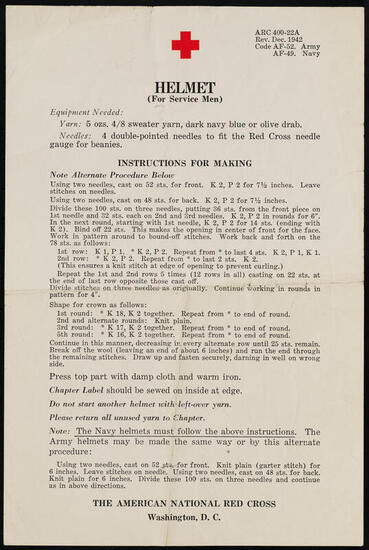 ARC 400-22A
Rev. Dec. 1942
Code AF-52. Army
AF-49. Navy
HELMET
(For Service Men)
Equipment Needed:
Yarn: 5 ozs. 4/8 sweater yarn, dark navy blue or olive drab.
Needles: 4 double-pointed needles to fit the Red Cross needle
gauge for beanies.
INSTRUCTIONS FOR MAKING
Note Alternate Procedure Below
Using two needles, cast on 52 sts. for front. K 2, P 2 for 7½ inches. Leave
stitches on needles.
Using two needles, cast on 48 sts. for back. K 2, P 2 for 7½ inches.
Divide these 100 sts. on three needles, putting 36 sts. from the front piece on
1st needle and 32 sts. each on 2nd and 3rd needles. K 2, P 2 in rounds for 6".
In the next round, starting with 1st needle, K 2, P 2 for 14 sts. (ending with
K 2). Bind off 22 sts. This makes the opening in center of front for the face.
Work in pattern around to bound-off stitches. Work back and forth on the
78 sts. as follows:
1st row: K 1, P 1. * K 2, P 2. Repeat from * to last 4 sts. K 2, P 1, K 1.
2nd row: * K 2, P 2. Repeat from * to last 2 sts. K 2.
(This ensures a knit stitch at edge of opening to prevent curling.)
Repeat the 1st and 2nd rows 5 times (12 rows in all) casting on 22 sts. at
the end of last row opposite those cast off.
Divide stitches on three needles as originally. Continue working in rounds in
pattern for 4".
Shape for crown as follows:
1st round: * K 18, K 2 together. Repeat from * to end of round.
2nd and alternate rounds: Knit plain.
3rd round: * K 17, K 2 together. Repeat from * to end of round.
5th round: * K 16, K 2 together. Repeat from * to end of round.
Continue in this manner, decreasing in every alternate row until 25 sts. remain.
Break off the wool (leaving an end of about 6 inches) and run the end through
the remaining stitches. Draw up and fasten securely, darning in well on wrong
side.
Press top part with damp cloth and warm iron.
Chapter Label should be sewed on inside at edge.
Do not start another helmet with left-over yarn.
Please return all unused yarn to Chapter.
Note: The Navy helmets must follow the above instructions. The
Army helmets may be made the same way or by this alternate
procedure:
Using two needles, cast on 52 sts. for front. Knit plain (garter stitch) for
6 inches. Leave stitches on needle. Using two needles, cast on 48 sts. for back.
Knit plain for 6 inches. Divide these 100 sts. on three needles and continue
as in above directions.
THE AMERICAN NATIONAL RED CROSS
Washington, D. C.